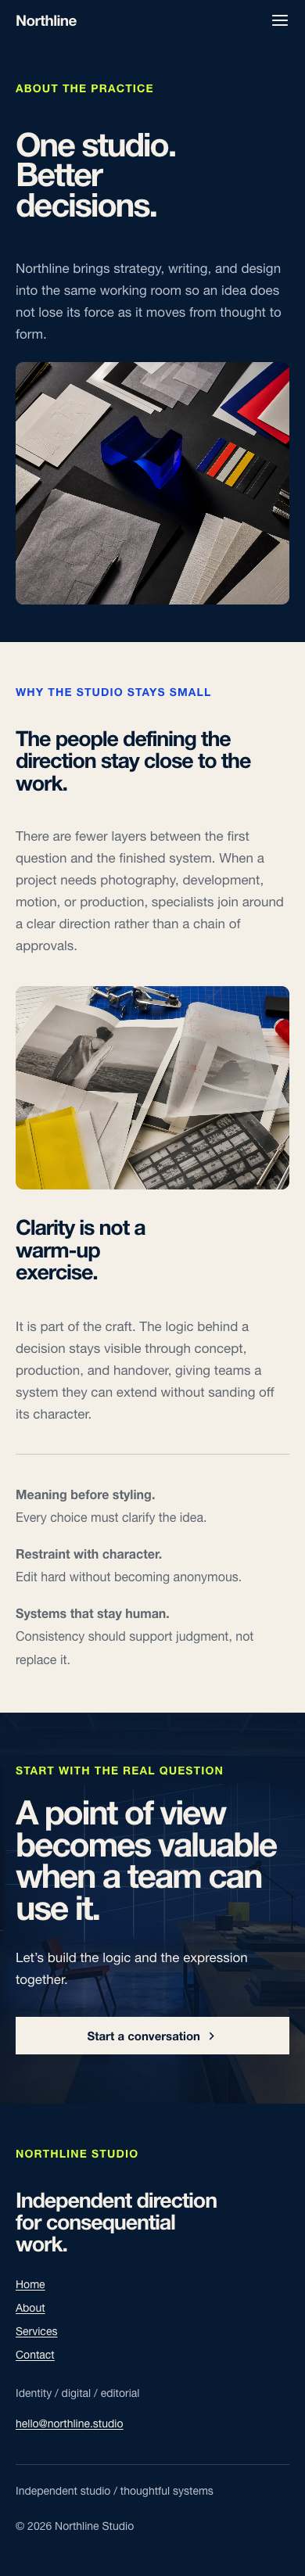 Northline
ABOUT THE PRACTICE
One studio.
Better
decisions.
Northline brings strategy, writing, and design
into the same working room so an idea does
not lose its force as it moves from thought to
form.
WHY THE STUDIO STAYS SMALL
The people defining the
direction stay close to the
work.
There are fewer layers between the first
question and the finished system. When a
project needs photography, development,
motion, or production, specialists join around
a clear direction rather than a chain of
approvals.
Clarity is not a
warm-up
exercise.
It is part of the craft. The logic behind a
decision stays visible through concept,
production, and handover, giving teams a
system they can extend without sanding off
its character.
Meaning before styling.
Every choice must clarify the idea.
Restraint with character.
Edit hard without becoming anonymous.
Systems that stay human.
Consistency should support judgment, not
replace it.
START WITH THE REAL QUESTION
A point of view
becomes valuable
when a team can
use it.
Let’s build the logic and the expression
together.
Start a conversation
NORTHLINE STUDIO
Independent direction
for consequential
work.
Home
About
Services
Contact
Identity / digital / editorial
hello@northline.studio
Independent studio / thoughtful systems
© 2026 Northline Studio